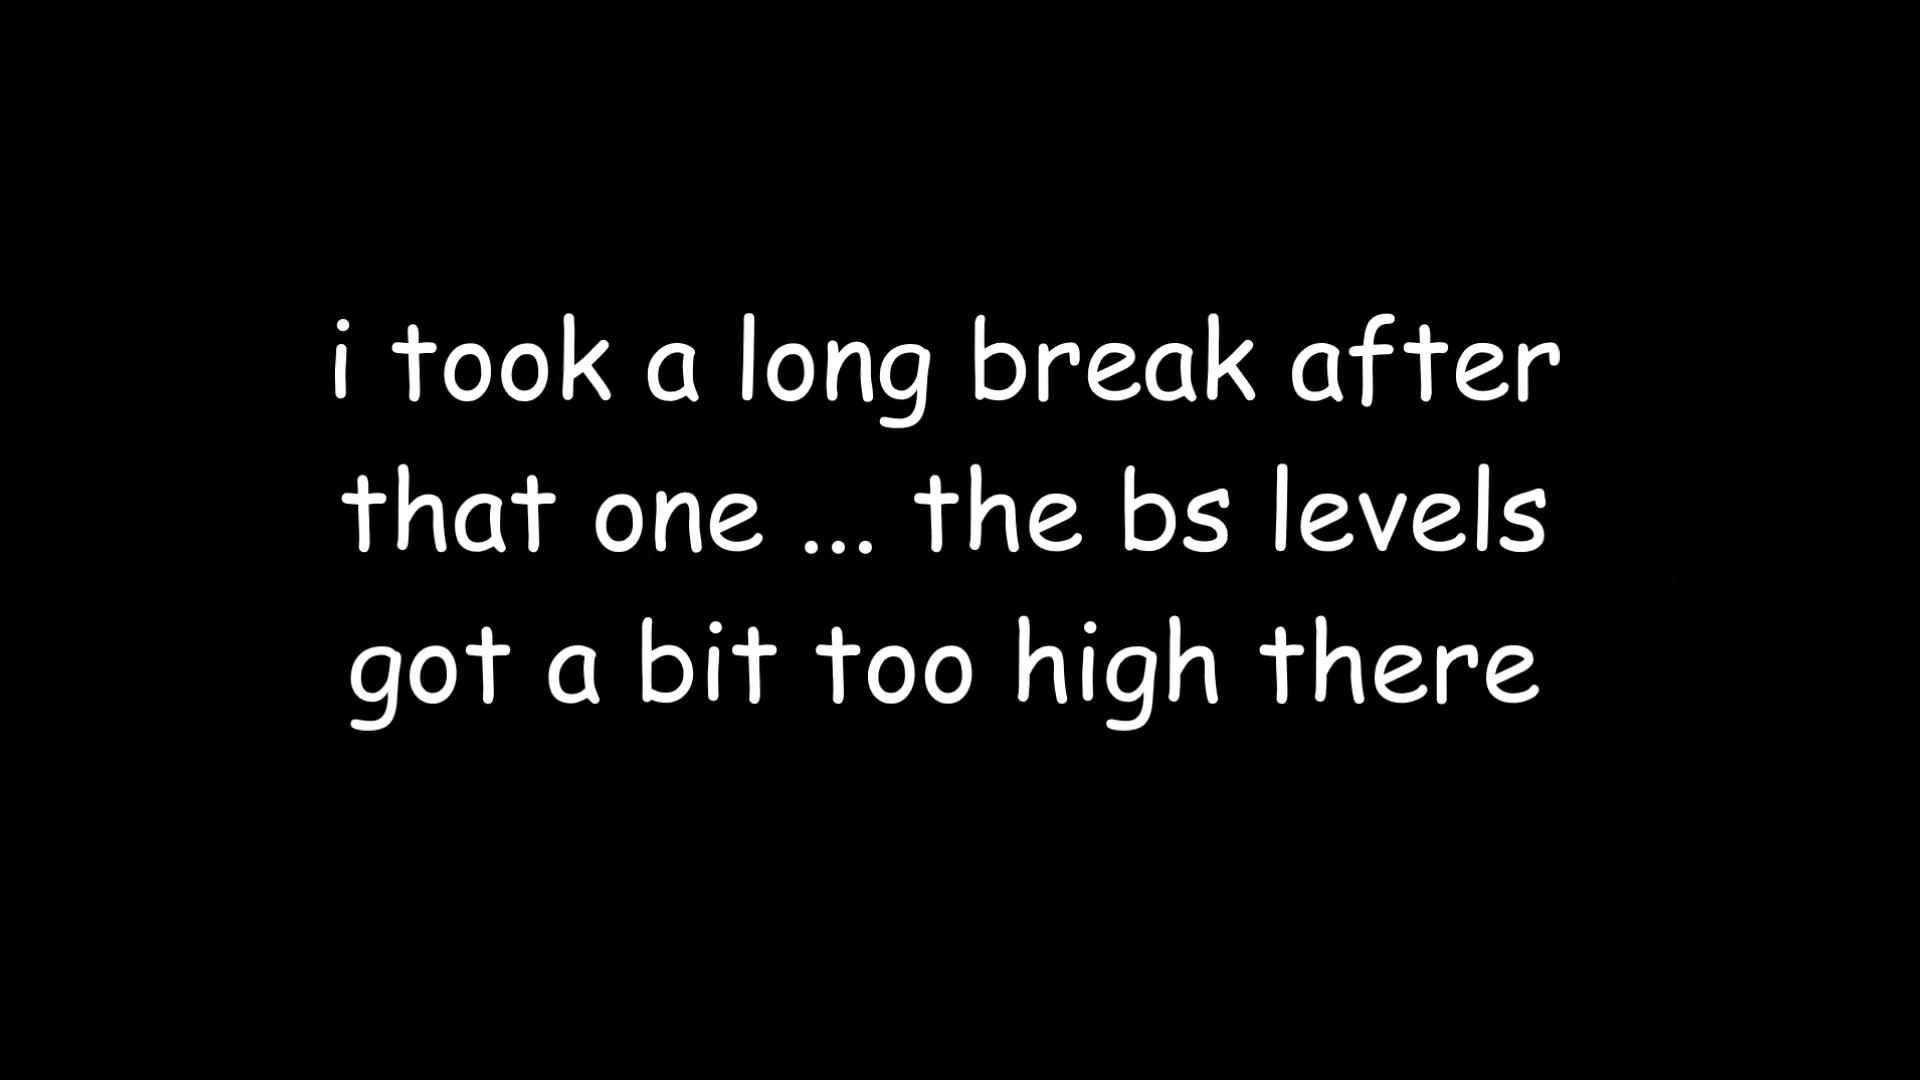 i took a long break after
that one ... the bs levels
got a bit too high there